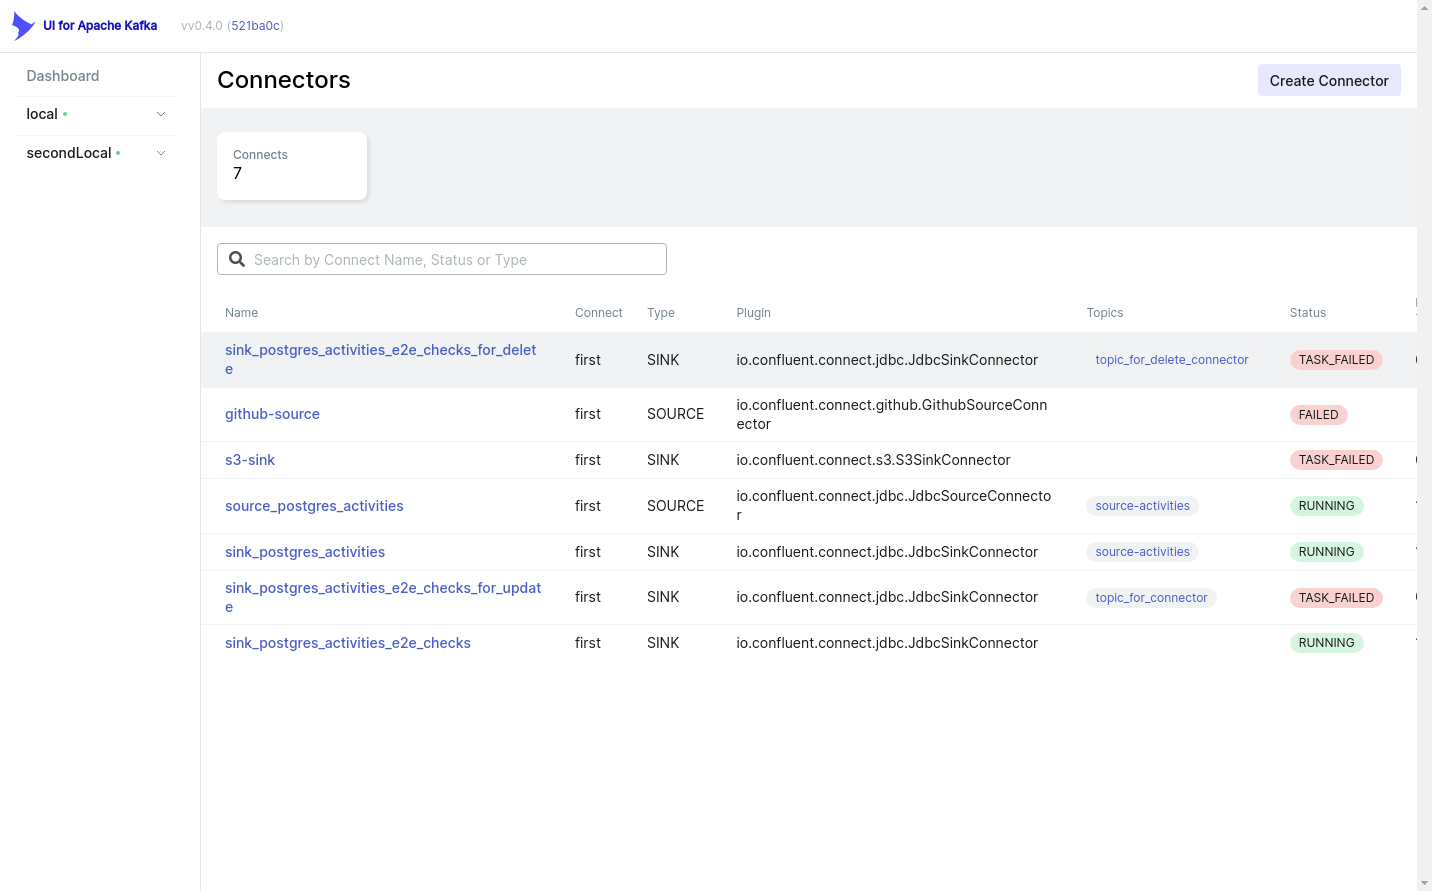 UI for Apache Kafka vv0.4.0 (521ba0c)
Dashboard
local
secondLocal
Connectors
Create Connector
Connects
7
Search by Connect Name, Status or Type
Name Connect Type Plugin Topics Status
sink_postgres_activities_e2e_checks_for_delet
e
first SINK io.confluent.connect.jdbc.JdbcSinkConnector topic_for_delete_connector TASK_FAILED
github-source first SOURCE io.confluent.connect.github.GithubSourceConn
ector
FAILED
s3-sink first SINK io.confluent.connect.s3.S3SinkConnector TASK_FAILED
source_postgres_activities first SOURCE io.confluent.connect.jdbc.JdbcSourceConnecto
r
source-activities RUNNING
sink_postgres_activities first SINK io.confluent.connect.jdbc.JdbcSinkConnector source-activities RUNNING
sink_postgres_activities_e2e_checks_for_updat
e
first SINK io.confluent.connect.jdbc.JdbcSinkConnector topic_for_connector TASK_FAILED
sink_postgres_activities_e2e_checks first SINK io.confluent.connect.jdbc.JdbcSinkConnector RUNNING